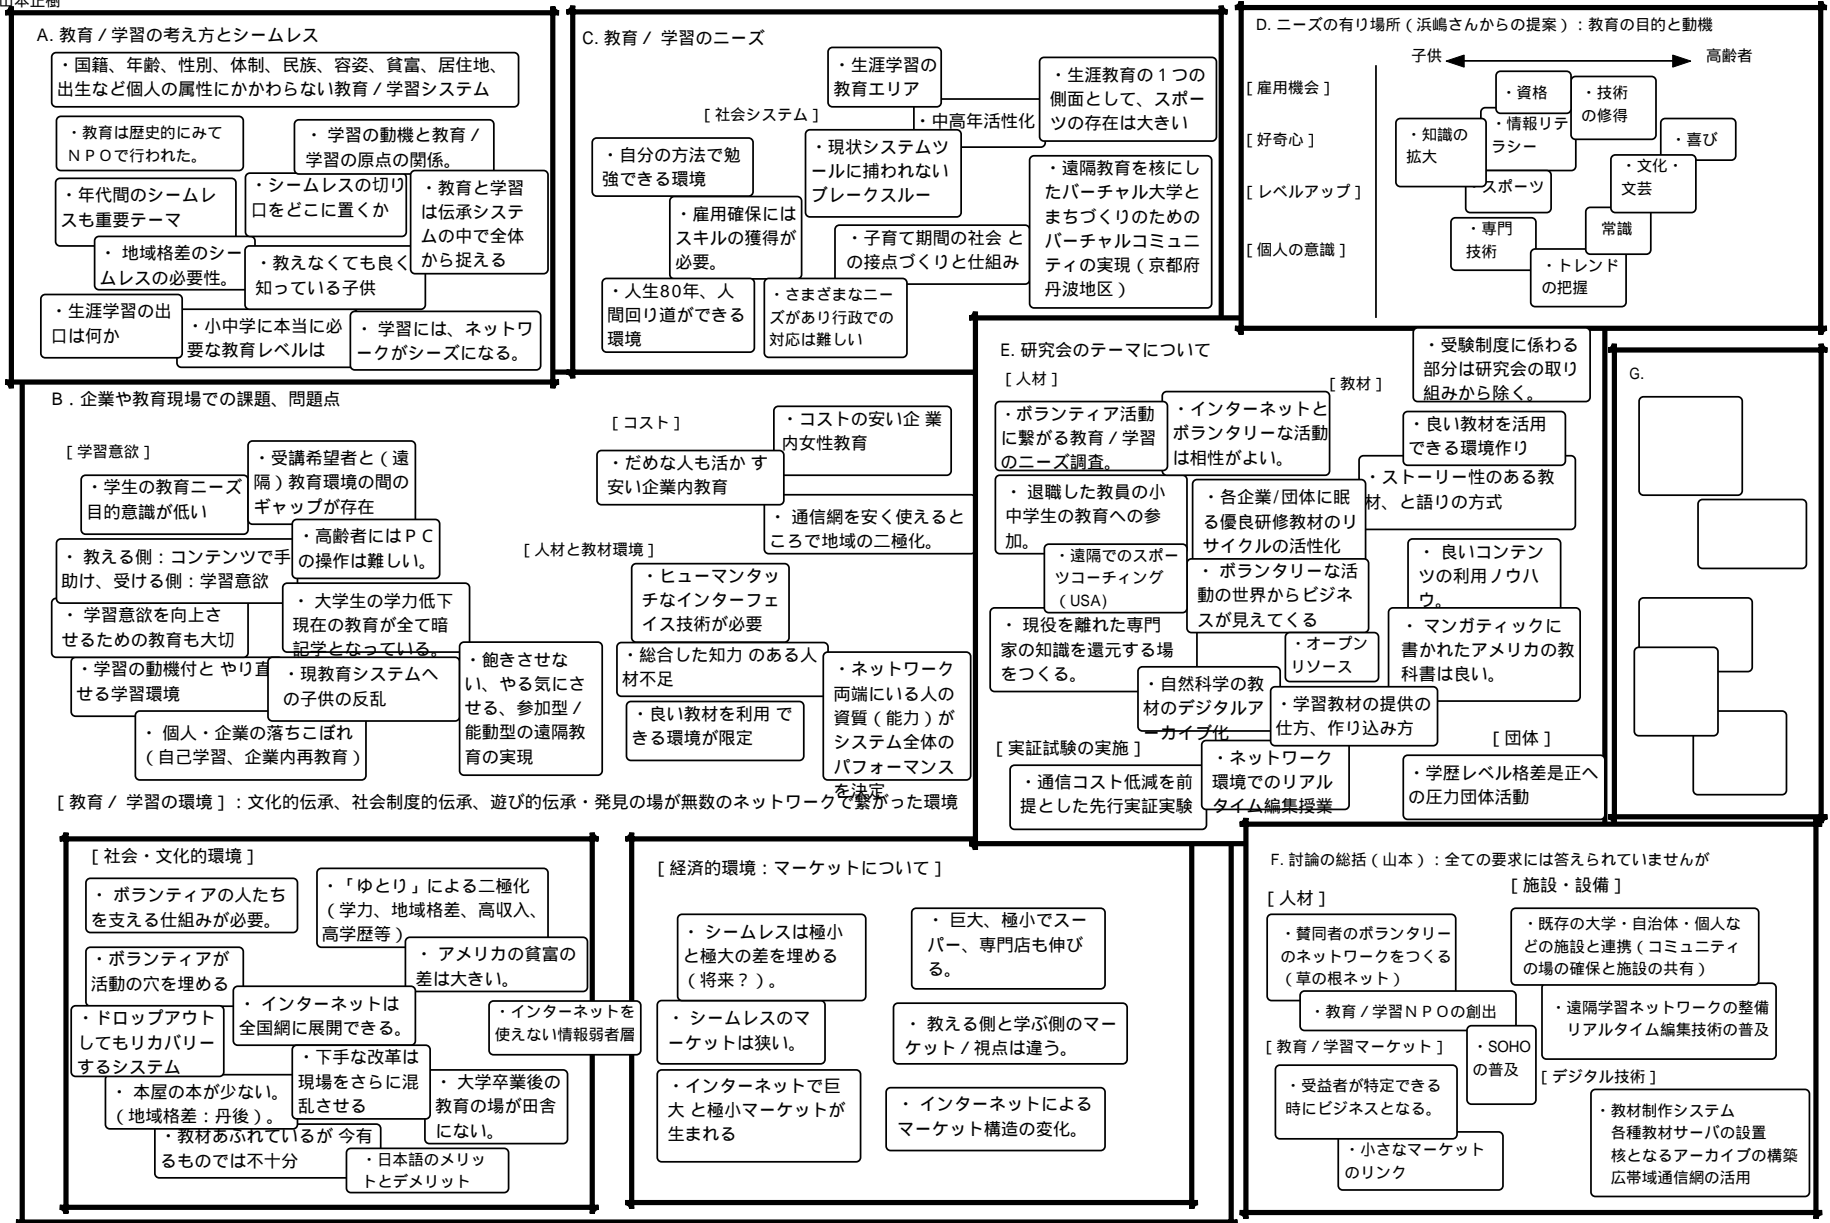 山本正樹
A. 教育 / 学習の考え方とシームレス
・国籍、年齢、性別、体制、民族、容姿、貧富、居住地、
出生など個人の属性にかかわらない教育 / 学習システム
・教育は歴史的にみて
ＮＰＯで行われた。
・ 学習の動機と教育 /
学習の原点の関係。
・年代間のシームレ
スも重要テーマ
・シームレスの切り
口をどこに置くか
・教育と学習
は伝承システ
ムの中で全体
から捉える
・ 地域格差のシー
ムレスの必要性。
・教えなくても良く
知っている子供
・生涯学習の出
口は何か
・小中学に本当に必
要な教育レベルは
・ 学習には、ネットワ
ークがシーズになる。
C. 教育 / 学習のニーズ
・生涯学習の
教育エリア
・生涯教育の１つの
側面として、スポー
ツの存在は大きい
[ 社会システム ]
・中高年活性化
・自分の方法で勉
強できる環境
・現状システムツ
ールに捕われない
ブレークスルー
・遠隔教育を核にし
たバーチャル大学と
まちづくりのための
バーチャルコミュニ
ティの実現 ( 京都府
丹波地区 )
・雇用確保には
スキルの獲得が
必要。
・子育て期間の社会 と
の接点づくりと仕組み
・人生80年、人
間回り道ができる
環境
・さまざまなニー
ズがあり行政での
対応は難しい
D. ニーズの有り場所 ( 浜嶋さんからの提案 ) : 教育の目的と動機
子供
高齢者
[ 雇用機会 ]
[ 好奇心 ]
[ レベルアップ ]
[ 個人の意識 ]
・資格
・技術
の修得
・知識の
拡大
・情報リテ
ラシー
・喜び
・文化・
文芸
スポーツ
・専門
技術
常識
・トレンド
の把握
B . 企業や教育現場での課題、問題点
[ 学習意欲 ]
・受講希望者と ( 遠
隔 ) 教育環境の間の
ギャップが存在
・学生の教育ニーズ
目的意識が低い
・高齢者にはＰＣ
の操作は難しい。
・ 教える側 : コンテンツで手
助け、受ける側 : 学習意欲
・ 大学生の学力低下
現在の教育が全て暗
記学となっている。
・ 学習意欲を向上さ
せるための教育も大切
・学習の動機付と やり直
せる学習環境
・現教育システムへ
の子供の反乱
・飽きさせな
い、やる気にさ
せる、参加型 /
能動型の遠隔教
育の実現
・ 個人・企業の落ちこぼれ
( 自己学習、企業内再教育 )
[ コスト ]
・コストの安い企 業
内女性教育
・だめな人も活か す
安い企業内教育
・ 通信網を安く使えると
ころで地域の二極化。
[ 人材と教材環境 ]
・ヒューマンタッ
チなインターフェ
イス技術が必要
・総合した知力 のある人
材不足
・良い教材を利用 で
きる環境が限定
・ネットワーク
両端にいる人の
資質 ( 能力 ) が
システム全体の
パフォーマンス
を決定
[ 教育 / 学習の環境 ] : 文化的伝承、社会制度的伝承、遊び的伝承・発見の場が無数のネットワークで繋がった環境
[ 社会・文化的環境 ]
・ ボランティアの人たち
を支える仕組みが必要。
・「ゆとり」による二極化
( 学力、地域格差、高収入、
高学歴等 )
・ アメリカの貧富の
差は大きい。
・ボランティアが
活動の穴を埋める
・ インターネットは
全国網に展開できる。
・インターネットを
使えない情報弱者層
・ドロップアウト
してもリカバリー
するシステム
・下手な改革は
現場をさらに混
乱させる
・ 本屋の本が少ない。
( 地域格差 : 丹後 )。
・ 大学卒業後の
教育の場が田舎
にない。
・教材あふれているが 今有
るものでは不十分
・日本語のメリッ
トとデメリット
[ 経済的環境 : マーケットについて ]
・ シームレスは極小
と極大の差を埋める
( 将来？ )。
・ 巨大、極小でスー
パー、専門店も伸び
る。
・ シームレスのマ
ーケットは狭い。
・ 教える側と学ぶ側のマー
ケット / 視点は違う。
・インターネットで巨
大 と極小マーケットが
生まれる
・ インターネットによる
マーケット構造の変化。
E. 研究会のテーマについて
・受験制度に係わる
部分は研究会の取り
組みから除く。
[ 人材 ]
[ 教材 ]
・ボランティア活動
に繋がる教育 / 学習
のニーズ調査。
・インターネットと
ボランタリーな活動
は相性がよい。
・良い教材を活用
できる環境作り
・ストーリー性のある教
材、と語りの方式
・ 退職した教員の小
中学生の教育への参
加。
・各企業/団体に眠
る優良研修教材のリ
サイクルの活性化
・ 良いコンテン
ツの利用ノウハ
ウ。
・遠隔でのスポー
ツコーチィング
( USA)
・ ボランタリーな活
動の世界からビジネ
スが見えてくる
・ 現役を離れた専門
家の知識を還元する場
をつくる。
・オープン
リソース
・ マンガティックに
書かれたアメリカの教
科書は良い。
・自然科学の教
材のデジタルア
ーカイブ化
・学習教材の提供の
仕方、作り込み方
[ 実証試験の実施 ]
・通信コスト低減を前
提とした先行実証実験
・ネットワーク
環境でのリアル
タイム編集授業
[ 団体 ]
・学歴レベル格差是正へ
の圧力団体活動
G.
F. 討論の総括 ( 山本 ) : 全ての要求には答えられていませんが
[ 人材 ]
[ 施設・設備 ]
・賛同者のボランタリー
のネットワークをつくる
( 草の根ネット )
・既存の大学・自治体・個人な
どの施設と連携 ( コミュニティ
の場の確保と施設の共有 )
・教育 / 学習ＮＰＯの創出
・遠隔学習ネットワークの整備
リアルタイム編集技術の普及
[ 教育 / 学習マーケット ]
・SOHO
の普及
・受益者が特定できる
時にビジネスとなる。
・小さなマーケット
のリンク
[ デジタル技術 ]
・教材制作システム
各種教材サーバの設置
核となるアーカイブの構築
広帯域通信網の活用